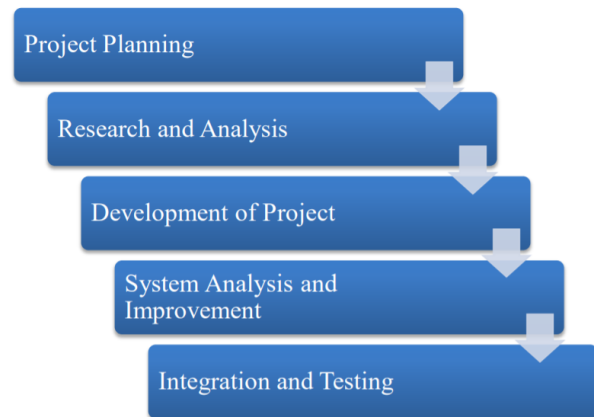 Project Planning
Research and Analysis
Development of Project
System Analysis and
Improvement
Integration and Testing